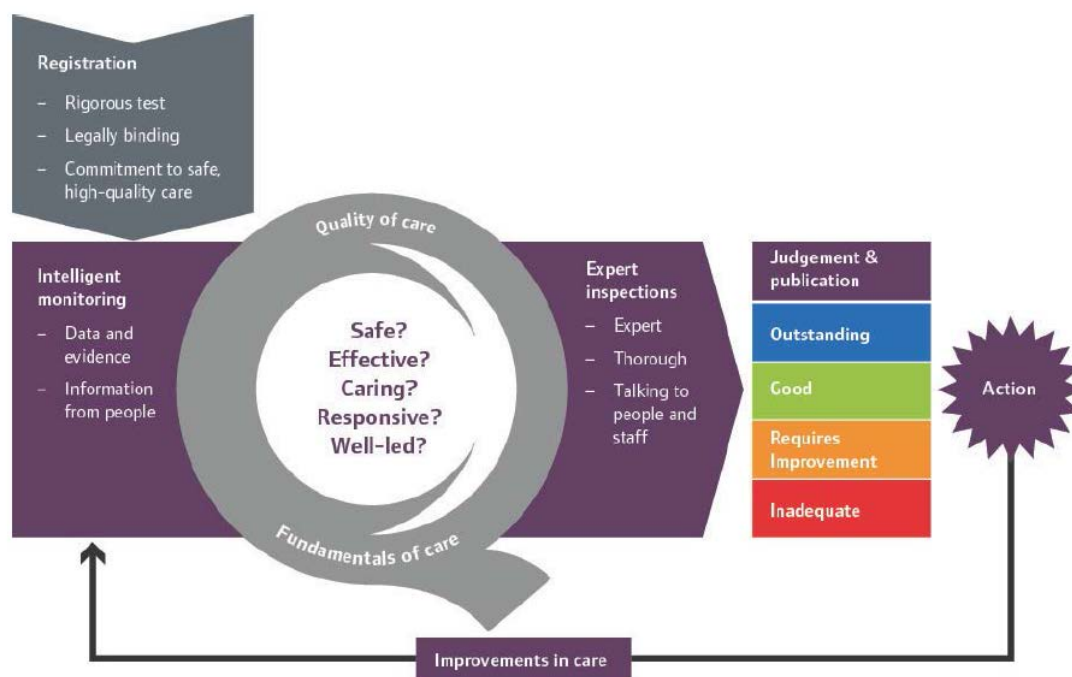 Registration
– Rigorous test
– Legally binding
– Commitment to safe,
high-quality care
Intelligent
monitoring
– Data and
evidence
– Information
from people
Quality of care
Safe?
Effective?
Caring?
Responsive?
Well-led?
Fundamentals of care
Expert
inspections
– Expert
– Thorough
– Talking to
people and
staff
Judgement &
publication
Outstanding
Good
Requires
Improvement
Inadequate
Action
Improvements in care